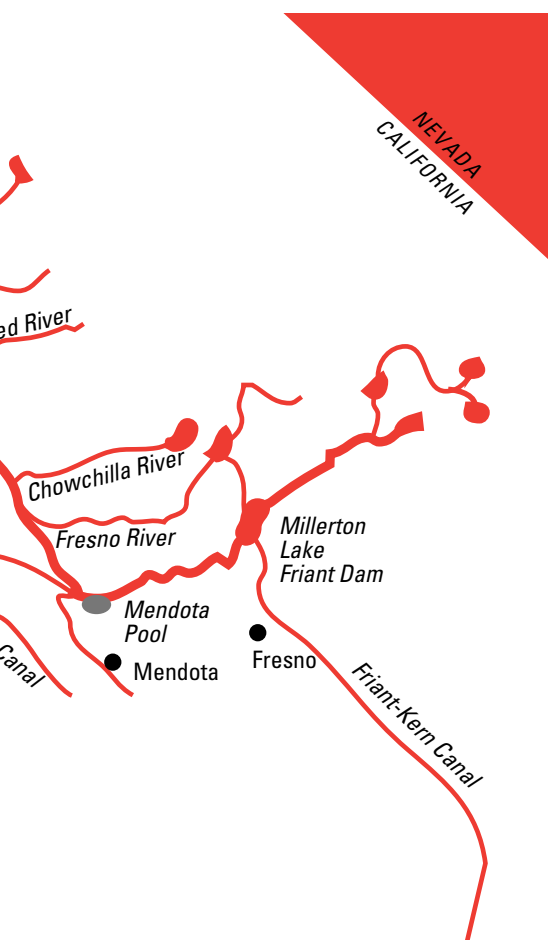 NEVADA
CALIFORNIA
ed River
Chowchilla River
Fresno River
Millerton
Lake
Friant Dam
Mendota
Pool
Mendota
Fresno
Canal
Friant-Kern Canal